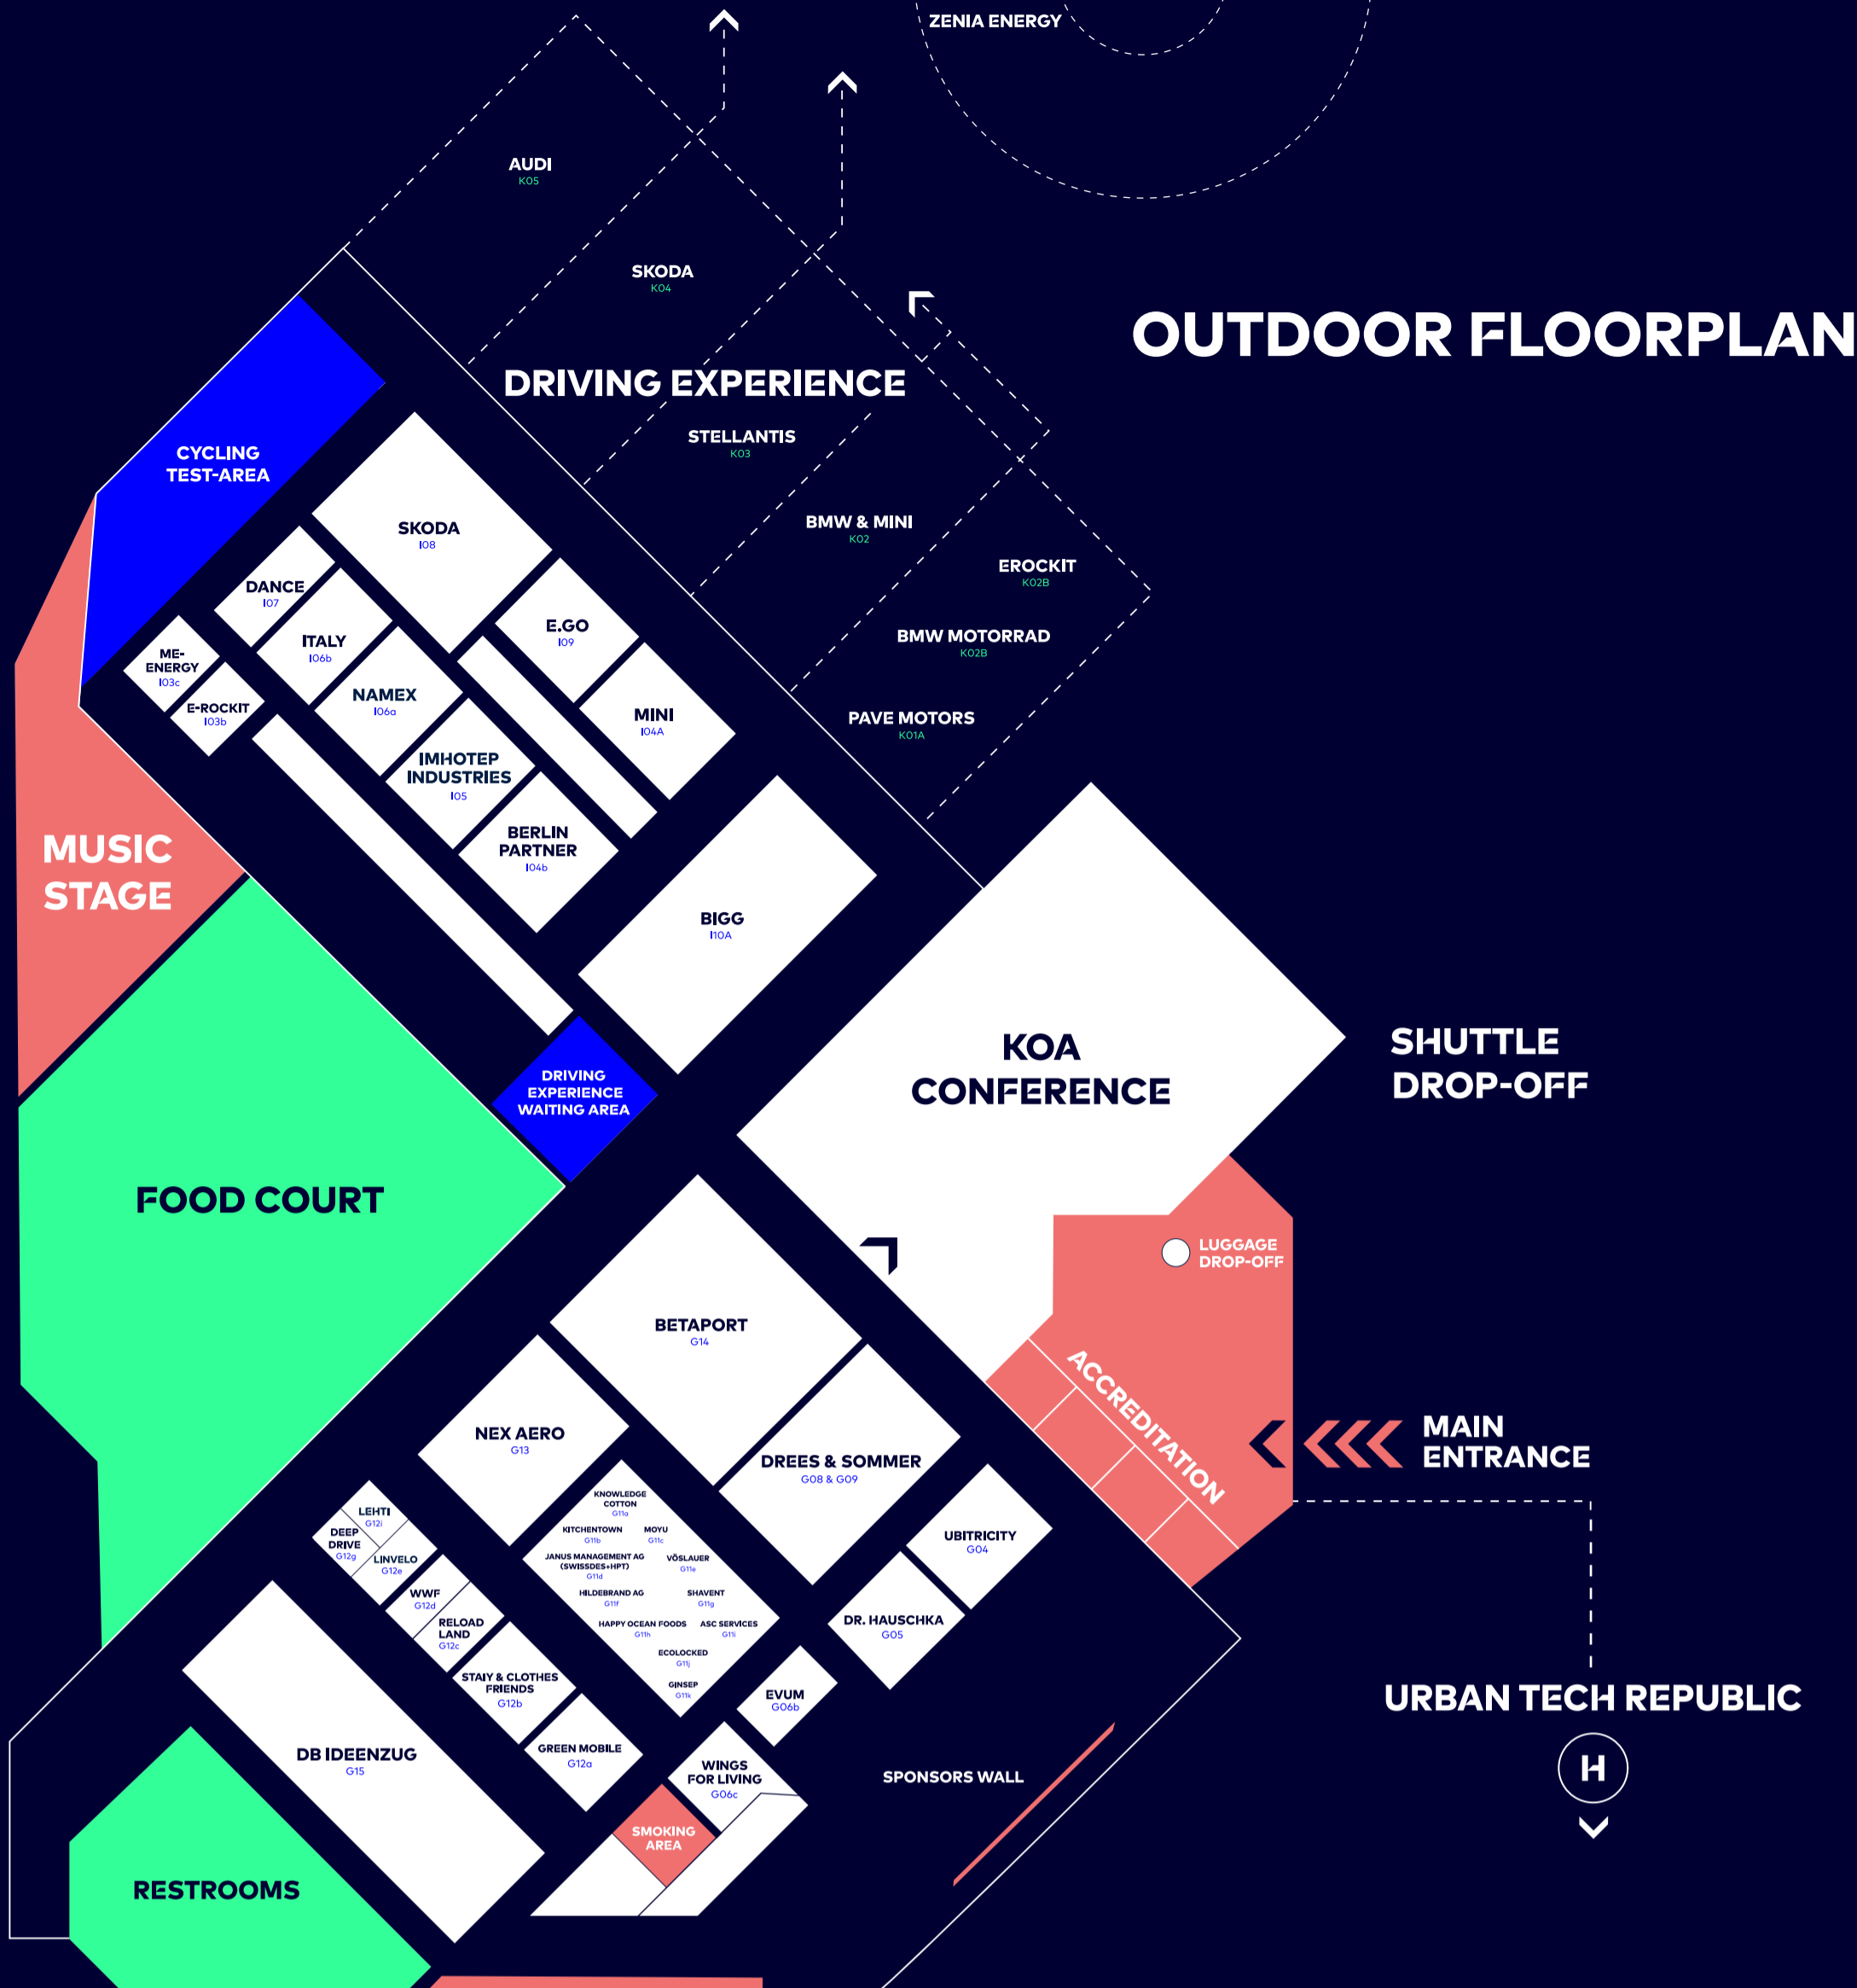 ZENIA ENERGY
AUDI
K05
SKODA
K04
OUTDOOR FLOORPLAN
DRIVING EXPERIENCE
STELLANTIS
K03
BMW & MINI
K02
EROCKIT
K02B
BMW MOTORRAD
K02B
PAVE MOTORS
K01A
CYCLING
TEST-AREA
SKODA
I08
DANCE
I07
E.GO
I09
ITALY
I06b
ME-
ENERGY
I03c
NAMEX
I06a
E-ROCKIT
I03b
MINI
I04A
IMHOTEP
INDUSTRIES
I05
BERLIN
PARTNER
I04b
MUSIC
STAGE
BIGG
I10A
KOA
CONFERENCE
SHUTTLE
DROP-OFF
DRIVING
EXPERIENCE
WAITING AREA
FOOD COURT
LUGGAGE
DROP-OFF
BETAPORT
G14
ACCREDITATION
MAIN
ENTRANCE
NEX AERO
G13
DREES & SOMMER
G08 & G09
KNOWLEDGE
COTTON
G11a
KITCHENTOWN
G11b
MOYU
G11c
JANUS MANAGEMENT AG
(SWISSDES+HPT)
G11d
VÖSLAUER
G11e
HILDEBRAND AG
G11f
SHAVENT
G11g
HAPPY OCEAN FOODS
G11h
ASC SERVICES
G11i
ECOLOCKED
G11j
GINSEP
G11k
LEHTI
G12i
DEEP
DRIVE
G12g
LINVELO
G12e
WWF
G12d
RELOAD
LAND
G12c
STAIY & CLOTHES
FRIENDS
G12b
GREEN MOBILE
G12a
UBITRICITY
G04
DR. HAUSCHKA
G05
EVUM
G06b
WINGS
FOR LIVING
G06c
SMOKING
AREA
DB IDEENZUG
G15
SPONSORS WALL
URBAN TECH REPUBLIC
H
RESTROOMS